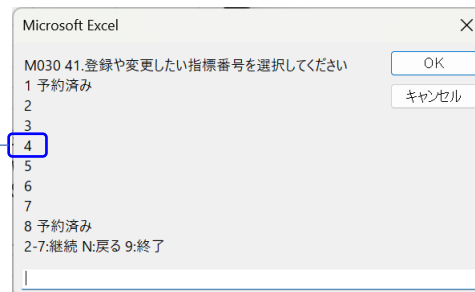 Microsoft Excel
M030 41.登録や変更したい指標番号を選択してください
OK
1 予約済み
キャンセル
2
3
4
5
6
7
8 予約済み
2-7:継続 N:戻る 9:終了